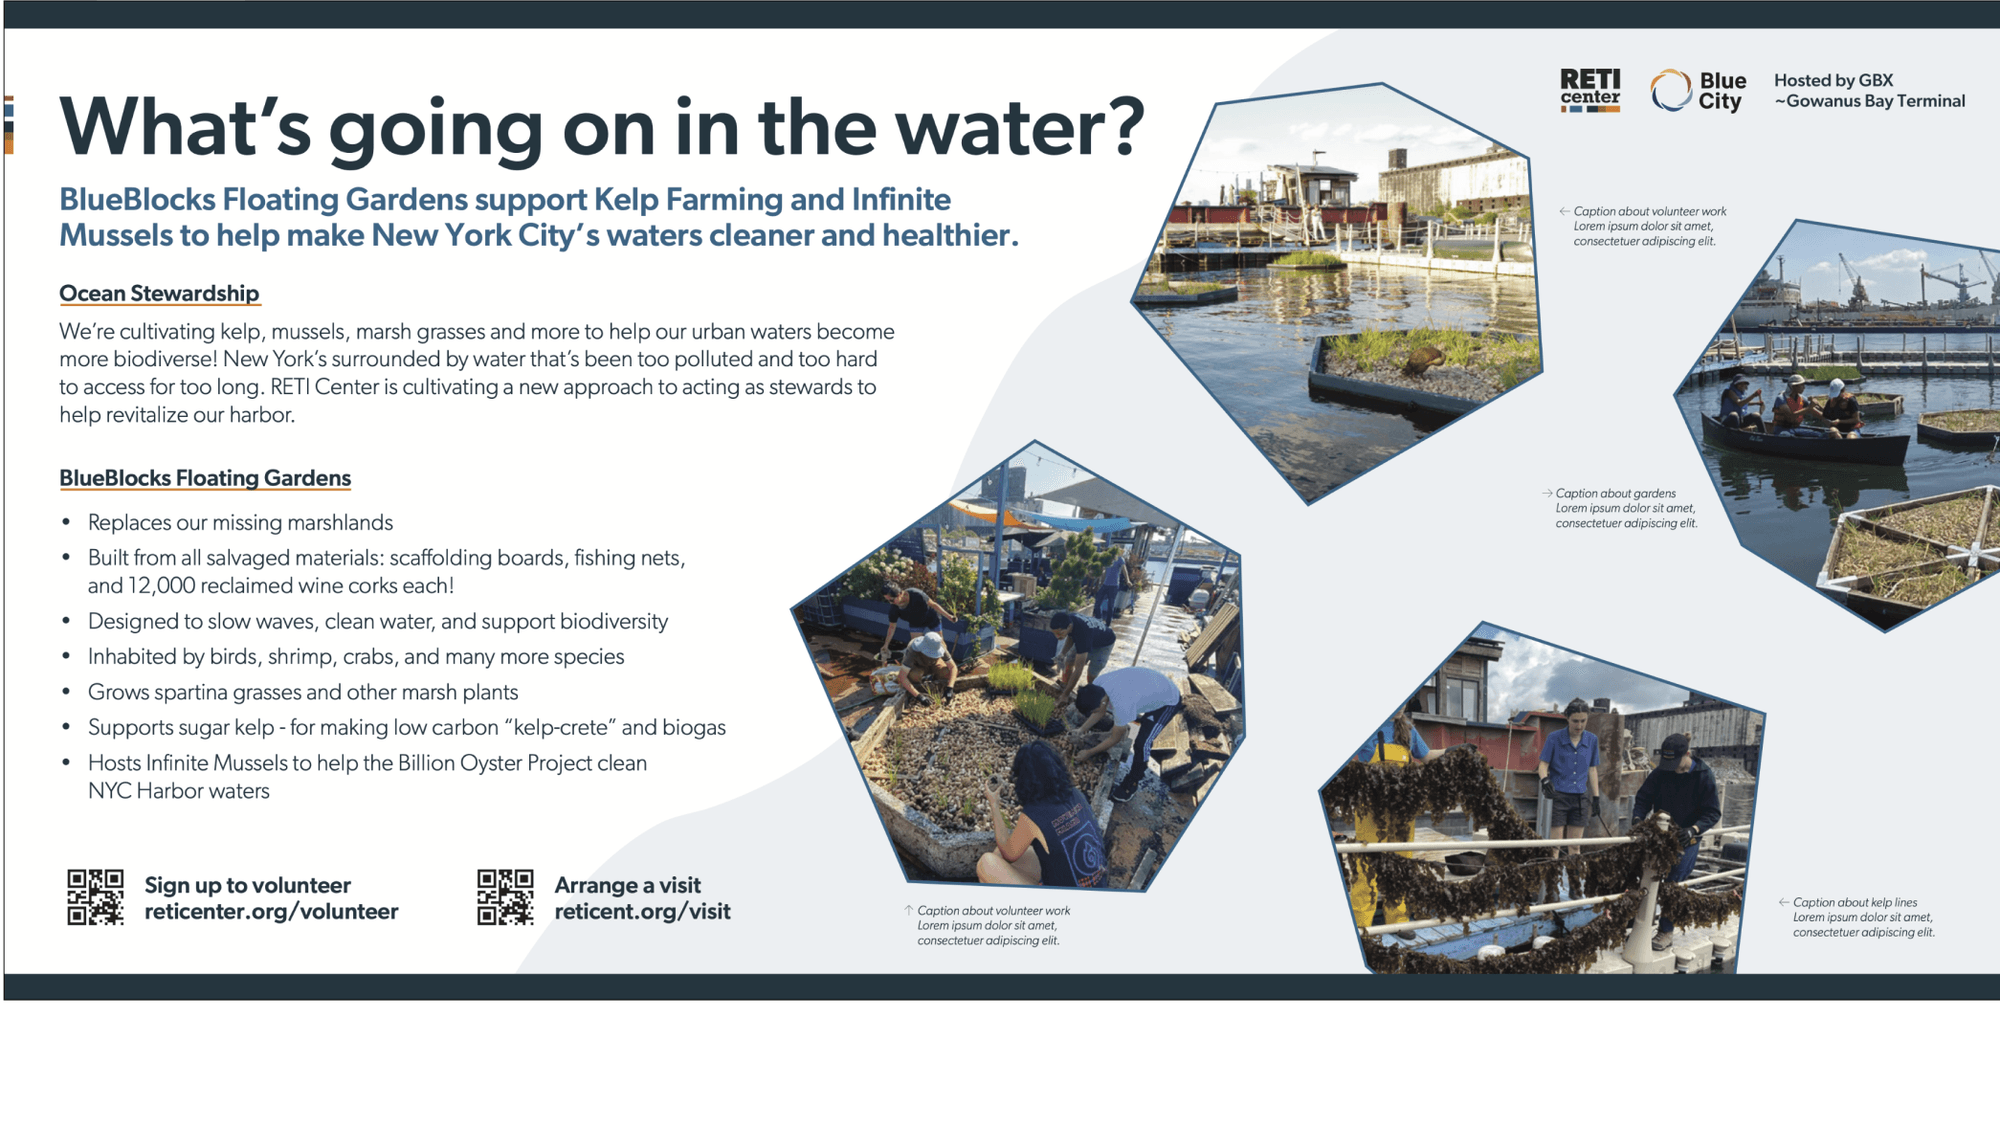 What's going on in the water?
BlueBlocks Floating Gardens support Kelp Farming and Infinite
Mussels to help make New York City's waters cleaner and healthier.
Ocean Stewardship
We're cultivating kelp, mussels, marsh grasses and more to help our urban waters become
more biodiverse! New York's surrounded by water that's been too polluted and too hard
to access for too long. RETI Center is cultivating a new approach to acting as stewards to
help revitalize our harbor.
BlueBlocks Floating Gardens
• Replaces our missing marshlands
• Built from all salvaged materials: scaffolding boards, fishing nets,
and 12,000 reclaimed wine corks each!
• Designed to slow waves, clean water, and support biodiversity
• Inhabited by birds, shrimp, crabs, and many more species
• Grows spartina grasses and other marsh plants
• Supports sugar kelp - for making low carbon “kelp-crete” and biogas
• Hosts Infinite Mussels to help the Billion Oyster Project clean
NYC Harbor waters
Sign up to volunteer
reticenter.org/volunteer
Arrange a visit
reticent.org/visit
RETI
center
Blue
City
Hosted by GBX
~Gowanus Bay Terminal
← Caption about volunteer work
Lorem ipsum dolor sit amet,
consectetuer adipiscing elit.
→ Caption about gardens
Lorem ipsum dolor sit amet,
consectetuer adipiscing elit.
↑ Caption about volunteer work
Lorem ipsum dolor sit amet,
consectetuer adipiscing elit.
← Caption about kelp lines
Lorem ipsum dolor sit amet,
consectetuer adipiscing elit.